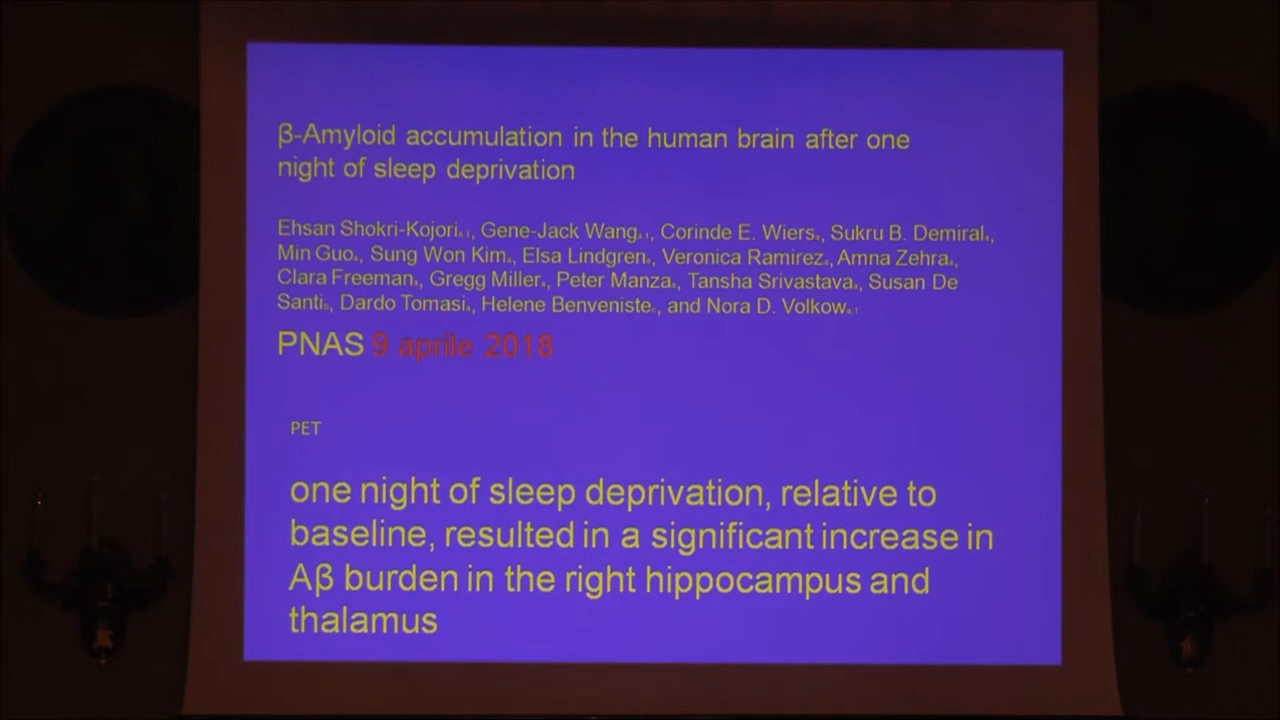 β-Amyloid accumulation in the human brain after one
night of sleep deprivation
Ehsan Shokri-Kojori, Gene-Jack Wang, Corinde E. Wiers, Sukru B. Demiral,
Min Guo, Sung Won Kim, Elsa Lindgren, Veronica Ramirez, Amna Zehra,
Clara Freeman, Gregg Miller, Peter Manza, Tansha Srivastava, Susan De
Santi, Dardo Tomasi, Helene Benveniste, and Nora D. Volkow
PNAS 9 aprile 2018
PET
one night of sleep deprivation, relative to
baseline, resulted in a significant increase in
Aβ burden in the right hippocampus and
thalamus